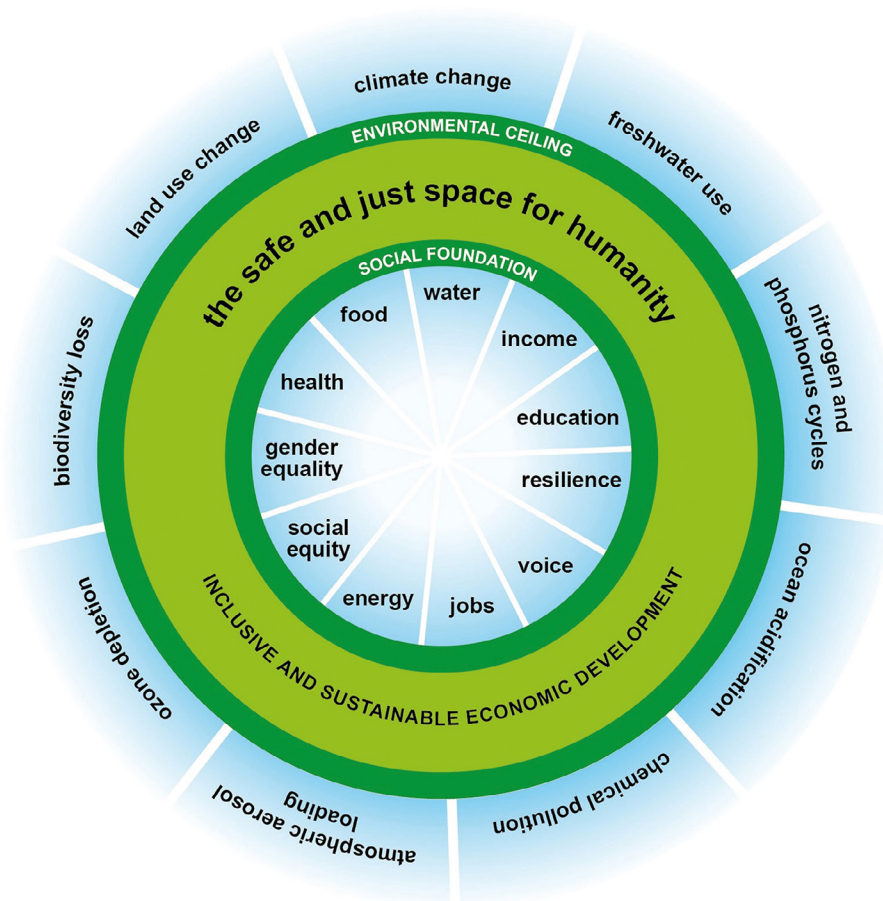 climate change
freshwater use
nitrogen and
phosphorus cycles
ocean acidification
chemical pollution
atmospheric aerosol
loading
ozone depletion
biodiversity loss
land use change
ENVIRONMENTAL CEILING
the safe and just space for humanity
SOCIAL FOUNDATION
water
income
education
resilience
voice
jobs
energy
social
equity
gender
equality
health
food
INCLUSIVE AND SUSTAINABLE ECONOMIC DEVELOPMENT